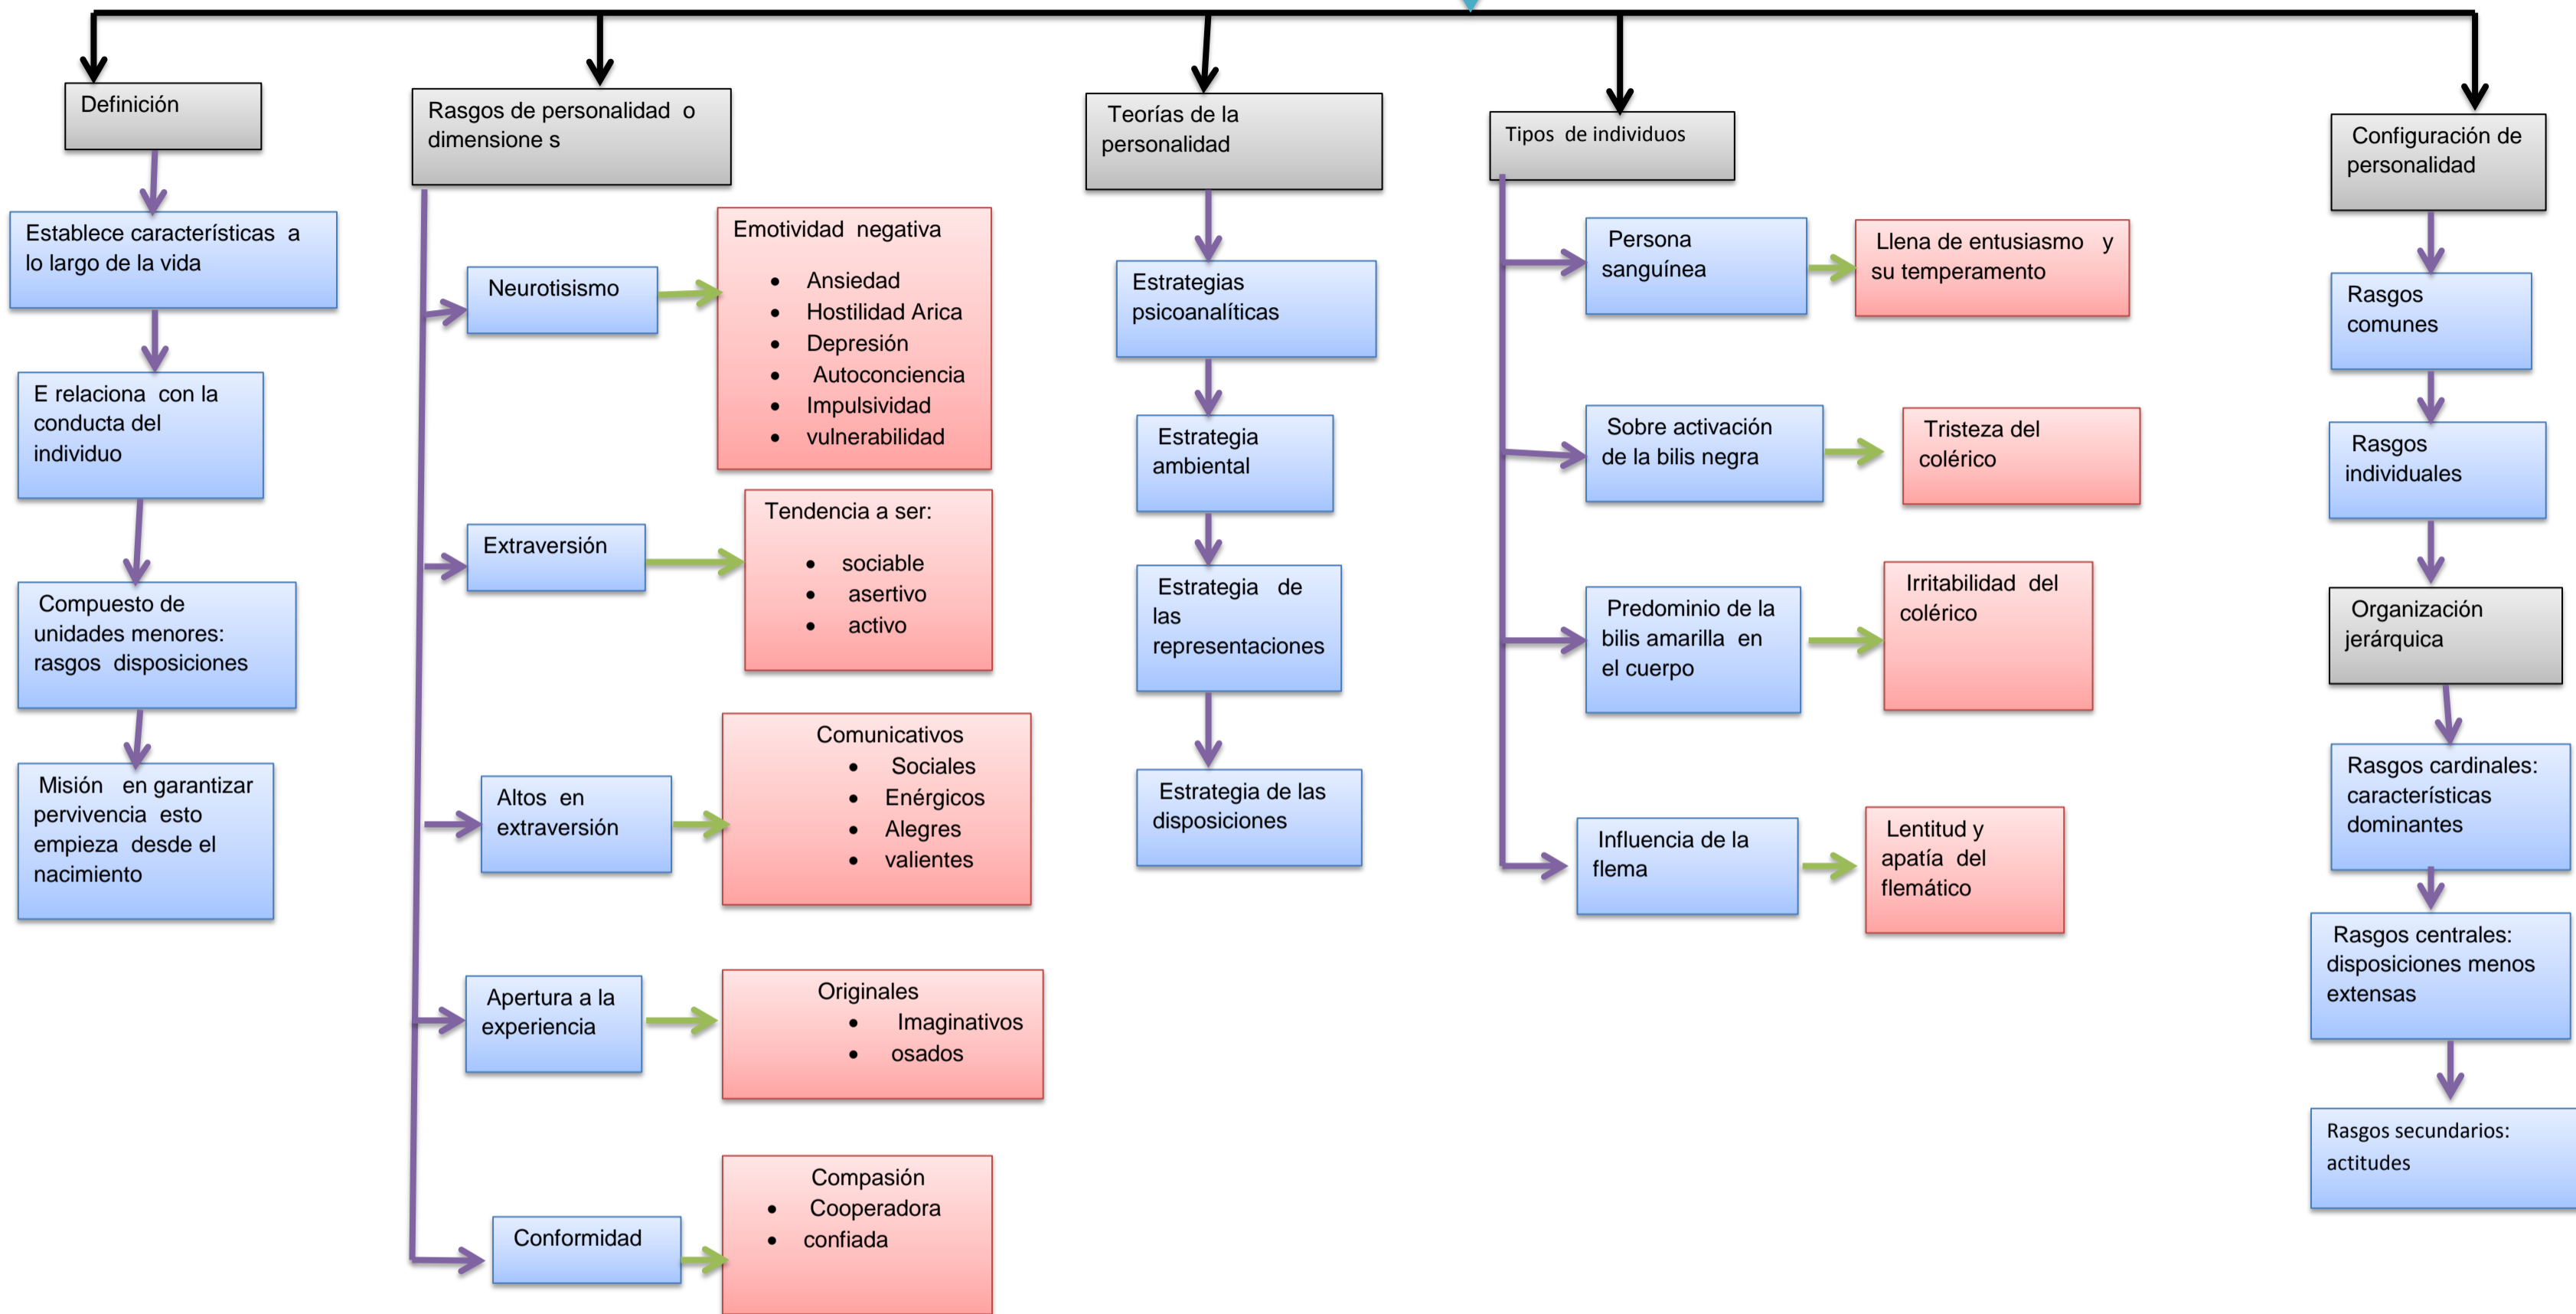 Definición
Establece características a
lo largo de la vida
E relaciona con la
conducta del
individuo
Compuesto de
unidades menores:
rasgos disposiciones
Misión en garantizar
pervivencia esto
empieza desde el
nacimiento
Rasgos de personalidad o
dimensione s
Neurotisismo
Emotividad negativa
• Ansiedad
• Hostilidad Arica
• Depresión
• Autoconciencia
• Impulsividad
• vulnerabilidad
Extraversión
Tendencia a ser:
• sociable
• asertivo
• activo
Altos en
extraversión
Comunicativos
• Sociales
• Enérgicos
• Alegres
• valientes
Apertura a la
experiencia
Originales
• Imaginativos
• osados
Conformidad
Compasión
• Cooperadora
• confiada
Teorías de la
personalidad
Estrategias
psicoanalíticas
Estrategia
ambiental
Estrategia de
las
representaciones
Estrategia de las
disposiciones
Tipos de individuos
Persona
sanguínea
Llena de entusiasmo y
su temperamento
Sobre activación
de la bilis negra
Tristeza del
colérico
Predominio de la
bilis amarilla en
el cuerpo
Irritabilidad del
colérico
Influencia de la
flema
Lentitud y
apatía del
flemático
Configuración de
personalidad
Rasgos
comunes
Rasgos
individuales
Organización
jerárquica
Rasgos cardinales:
características
dominantes
Rasgos centrales:
disposiciones menos
extensas
Rasgos secundarios:
actitudes